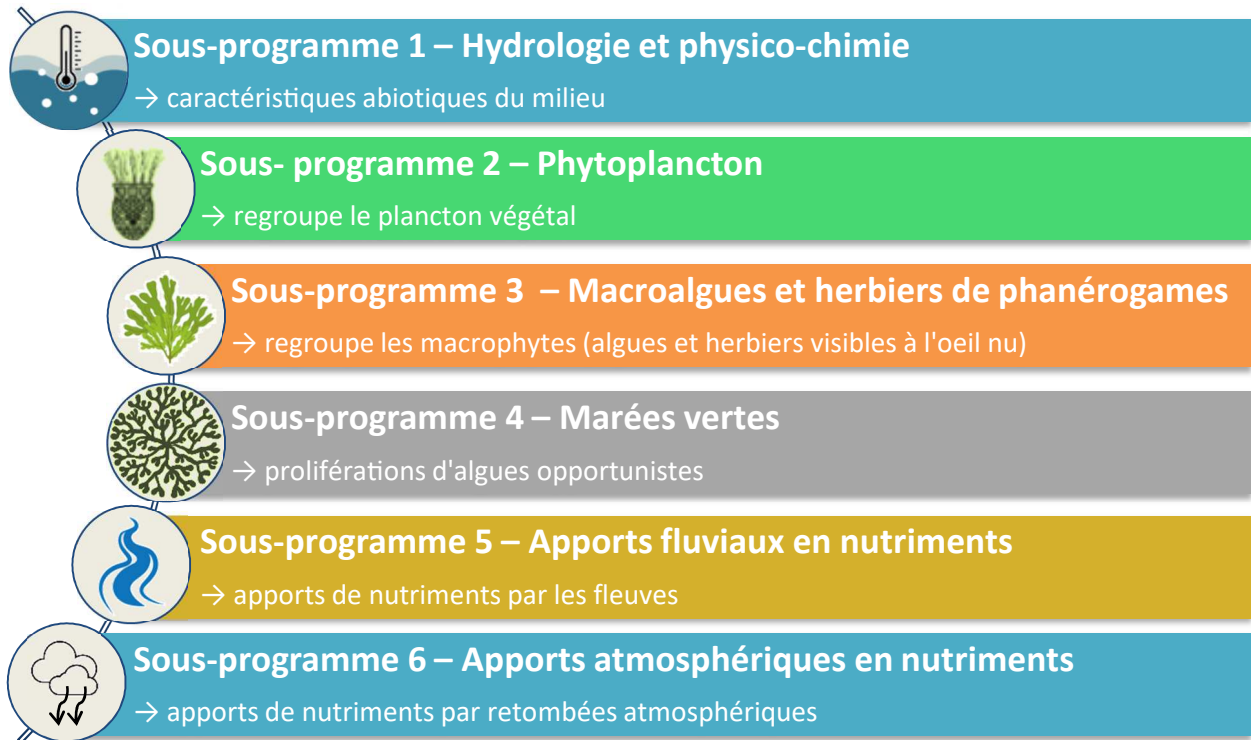 Sous-programme 1 – Hydrologie et physico-chimie
→ caractéristiques abiotiques du milieu
Sous- programme 2 – Phytoplancton
→ regroupe le plancton végétal
Sous-programme 3 – Macroalgues et herbiers de phanérogames
→ regroupe les macrophytes (algues et herbiers visibles à l'oeil nu)
Sous-programme 4 – Marées vertes
→ proliférations d'algues opportunistes
Sous-programme 5 – Apports fluviaux en nutriments
→ apports de nutriments par les fleuves
Sous-programme 6 – Apports atmosphériques en nutriments
→ apports de nutriments par retombées atmosphériques